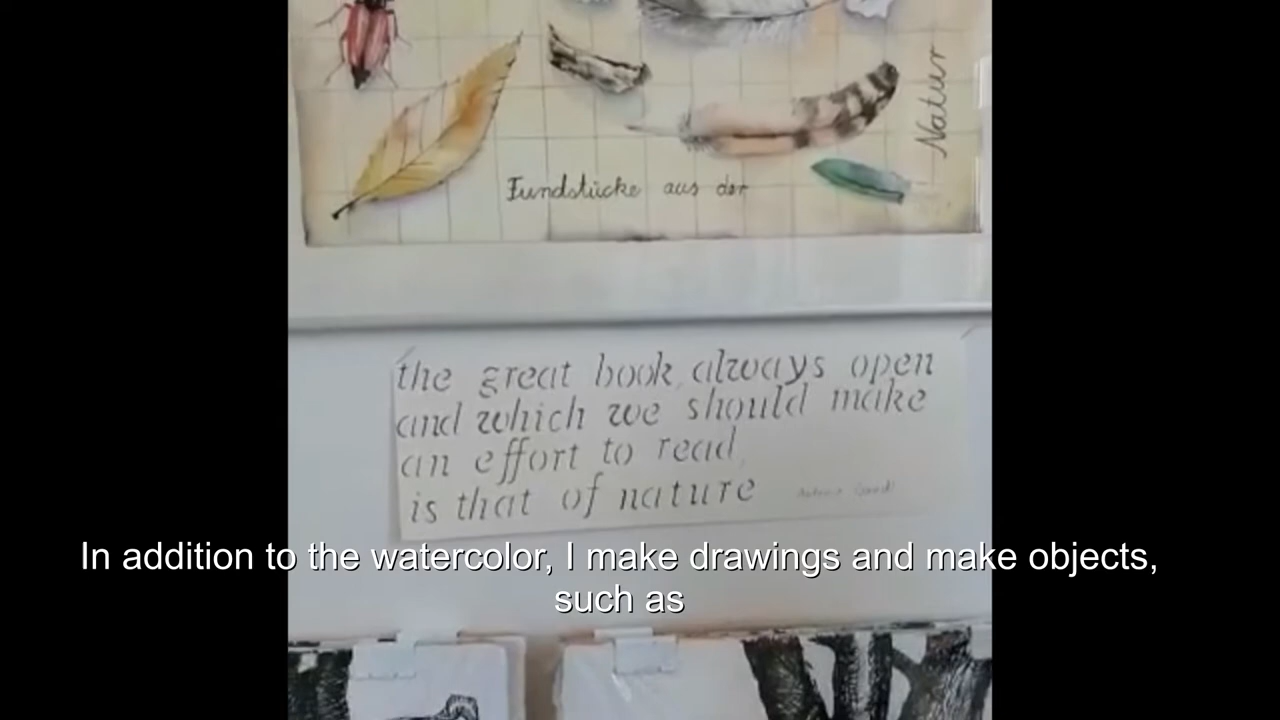 Natur
Fundstücke aus der
the great book, always open
and which we should make
an effort to read,
is that of nature
In addition to the watercolor, I make drawings and make objects,
such as